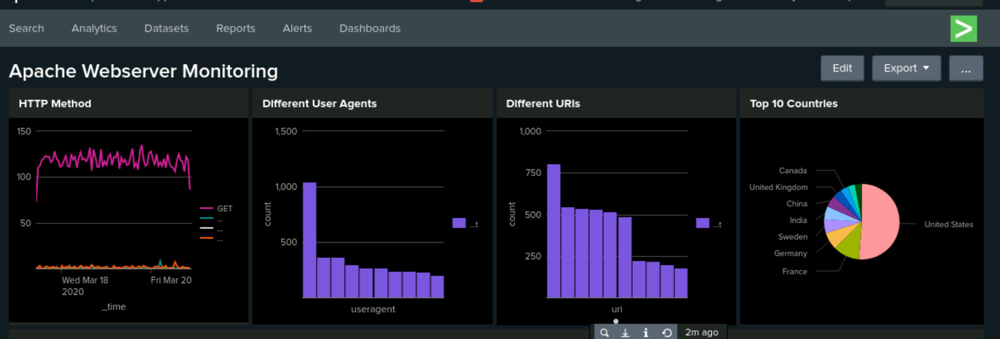 Search Analytics Datasets Reports Alerts Dashboards
Apache Webserver Monitoring
Edit
Export
...
HTTP Method
150
100
50
GET
...
...
...
Wed Mar 18
2020
Fri Mar 20
_time
Different User Agents
1,500
1,000
500
count
...t
useragent
Different URIs
1,000
750
500
250
count
...t
uri
Top 10 Countries
Canada
United Kingdom
China
India
Sweden
Germany
France
United States
2m ago